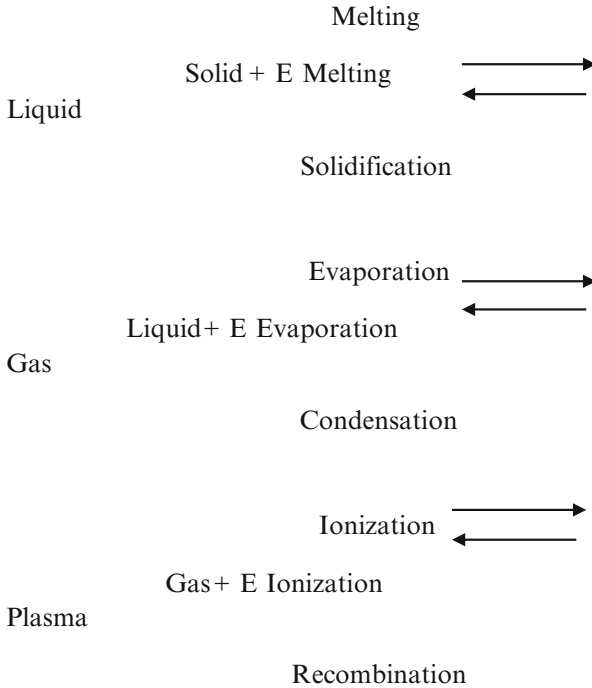 Melting
Solid + E Melting
Liquid
Solidification
Evaporation
Liquid+ E Evaporation
Gas
Condensation
Ionization
Gas+ E Ionization
Plasma
Recombination